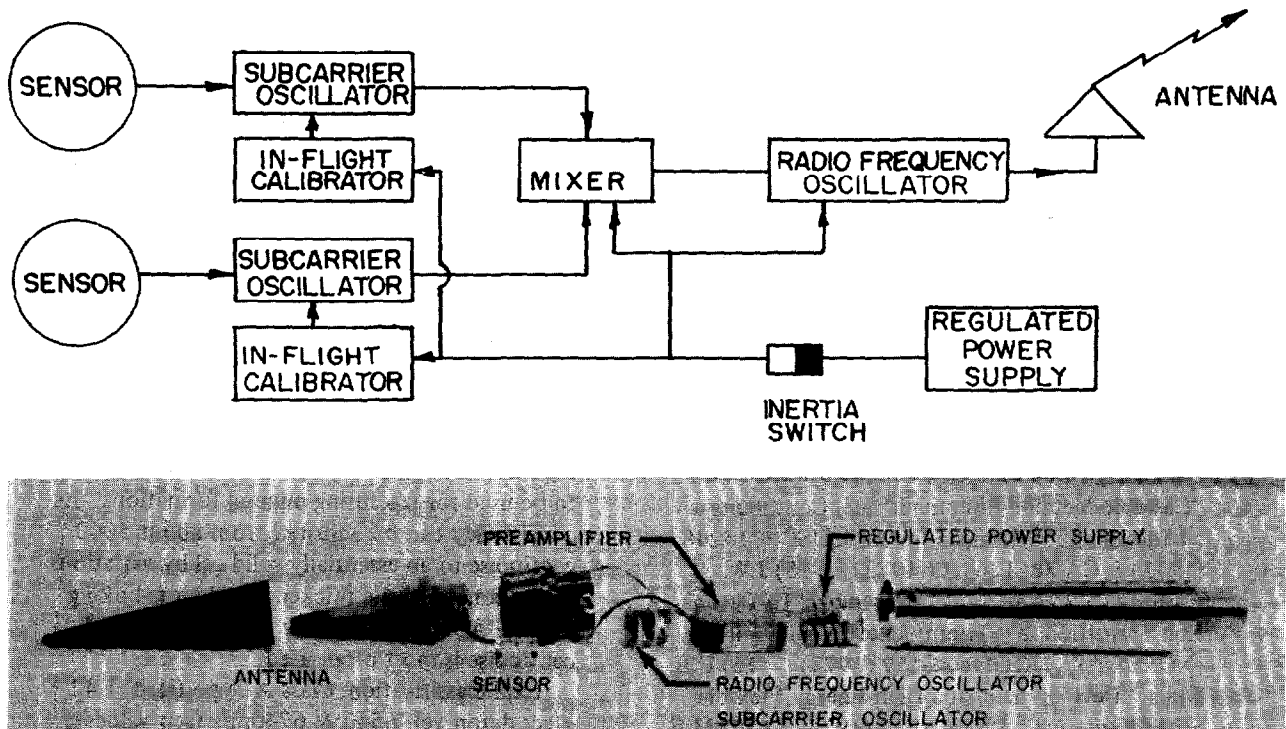 SENSOR
SUBCARRIER
OSCILLATOR
IN-FLIGHT
CALIBRATOR
MIXER
RADIO FREQUENCY
OSCILLATOR
ANTENNA
SENSOR
SUBCARRIER
OSCILLATOR
IN-FLIGHT
CALIBRATOR
INERTIA
SWITCH
REGULATED
POWER
SUPPLY
PREAMPLIFIER
REGULATED POWER SUPPLY
ANTENNA
SENSOR
RADIO FREQUENCY OSCILLATOR
SUBCARRIER OSCILLATOR